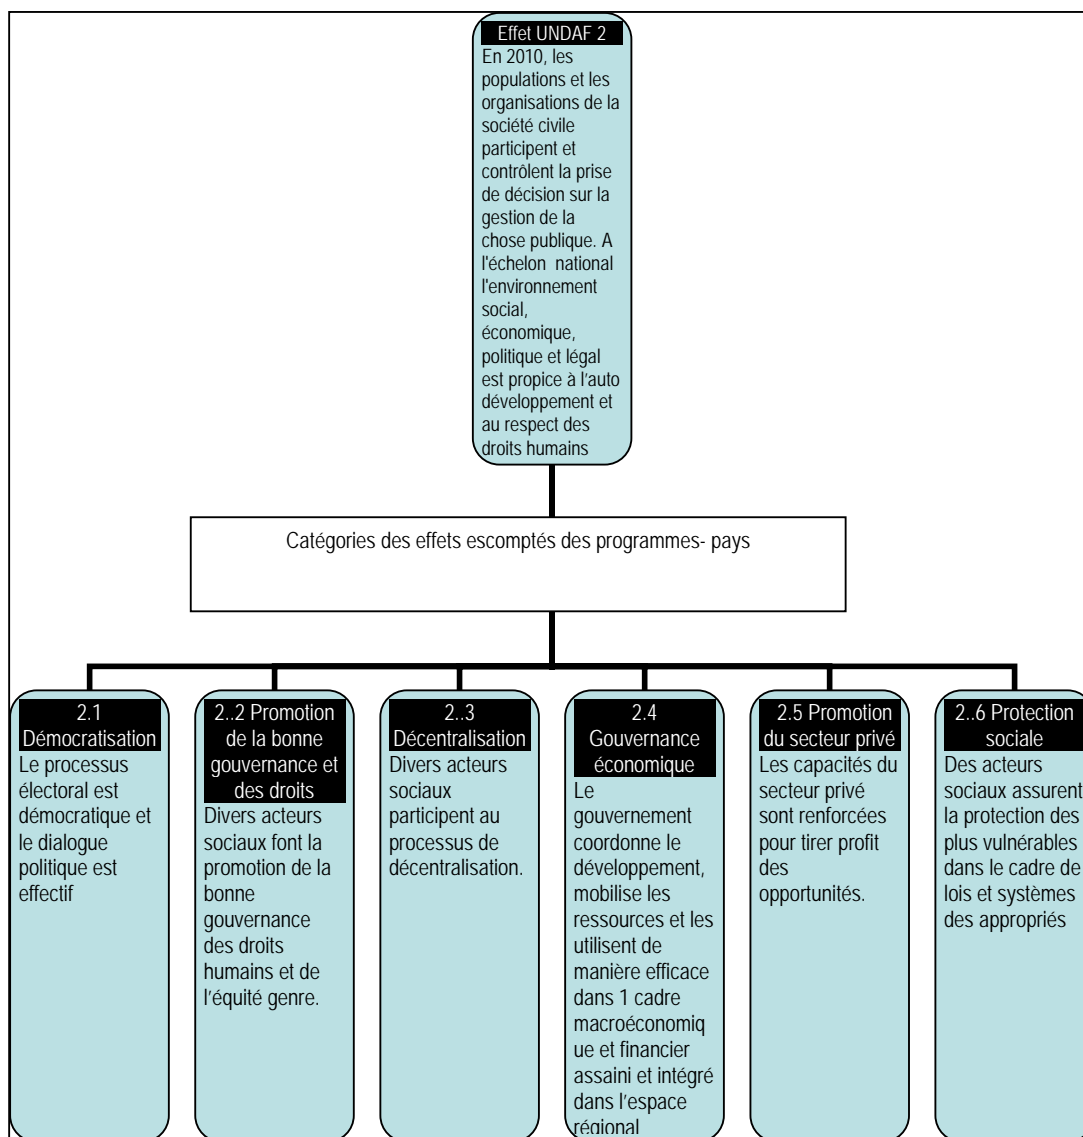 Effet UNDAF 2
En 2010, les
populations et les
organisations de la
société civile
participent et
contrôlent la prise
de décision sur la
gestion de la
chose publique. A
l'échelon national
l'environnement
social,
économique,
politique et légal
est propice à l’auto
développement et
au respect des
droits humains
Catégories des effets escomptés des programmes- pays
2.1
Démocratisation
Le processus
électoral est
démocratique et
le dialogue
politique est
effectif
2..2 Promotion
de la bonne
gouvernance et
des droits
Divers acteurs
sociaux font la
promotion de la
bonne
gouvernance
des droits
humains et de
l’équité genre.
2..3
Décentralisation
Divers acteurs
sociaux
participent au
processus de
décentralisation.
2.4
Gouvernance
économique
Le
gouvernement
coordonne le
développement,
mobilise les
ressources et les
utilisent de
manière efficace
dans 1 cadre
macroéconomiq
ue et financier
assaini et intégré
dans l’espace
régional
2.5 Promotion
du secteur privé
Les capacités du
secteur privé
sont renforcées
pour tirer profit
des
opportunités.
2..6 Protection
sociale
Des acteurs
sociaux assurent
la protection des
plus vulnérables
dans le cadre de
lois et systèmes
des appropriés